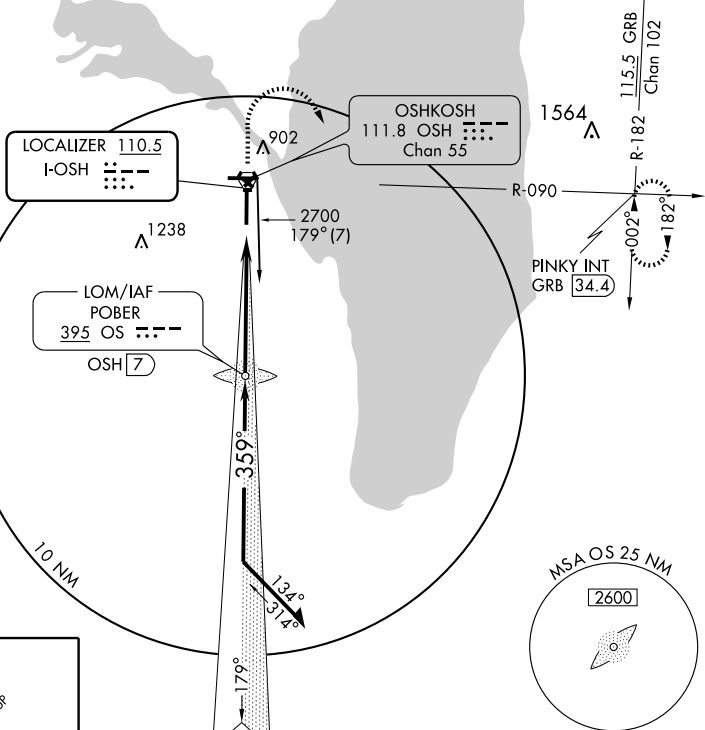 115.5 GRB
Chan 102
R-182
OSHKOSH
111.8 OSH
Chan 55
1564
LOCALIZER 110.5
I-OSH
902
R-090
2700
179° (7)
1238
002°
182°
PINKY INT
GRB 34.4
LOM/IAF
POBER
395 OS
OSH 7
359°
10 NM
134°
314°
MSA OS 25 NM
2600
179°